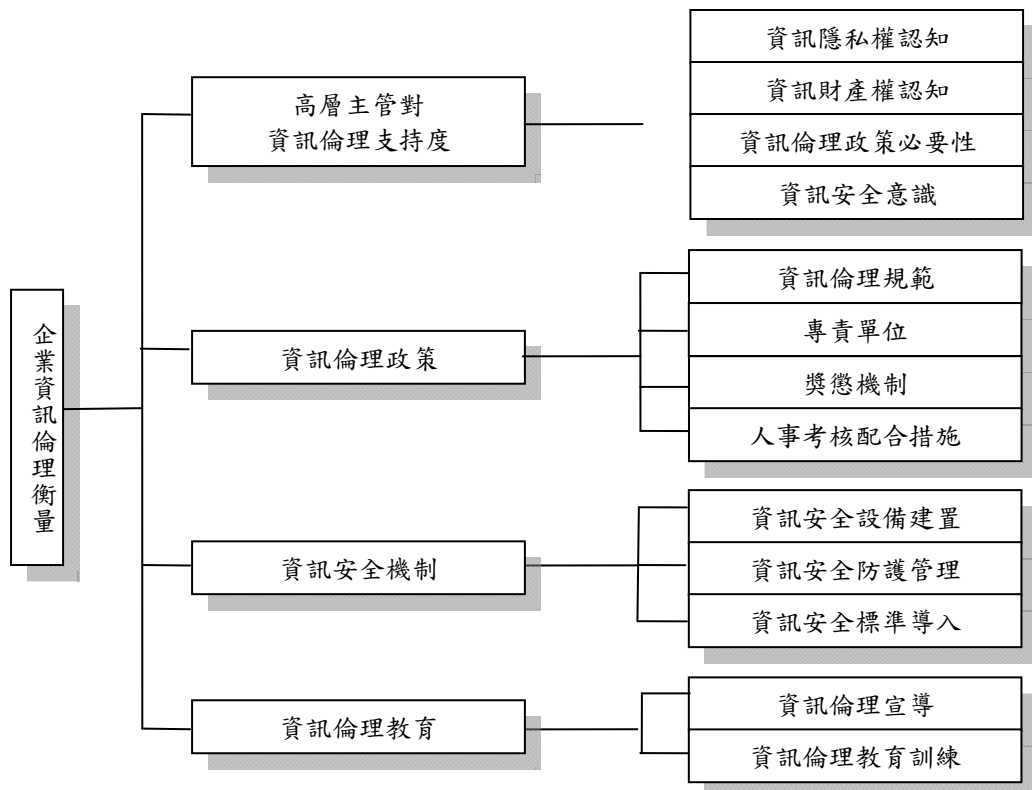 企業資訊倫理衡量
高層主管對
資訊倫理支持度
資訊隱私權認知
資訊財產權認知
資訊倫理政策必要性
資訊安全意識
資訊倫理政策
資訊倫理規範
專責單位
獎懲機制
人事考核配合措施
資訊安全機制
資訊安全設備建置
資訊安全防護管理
資訊安全標準導入
資訊倫理教育
資訊倫理宣導
資訊倫理教育訓練